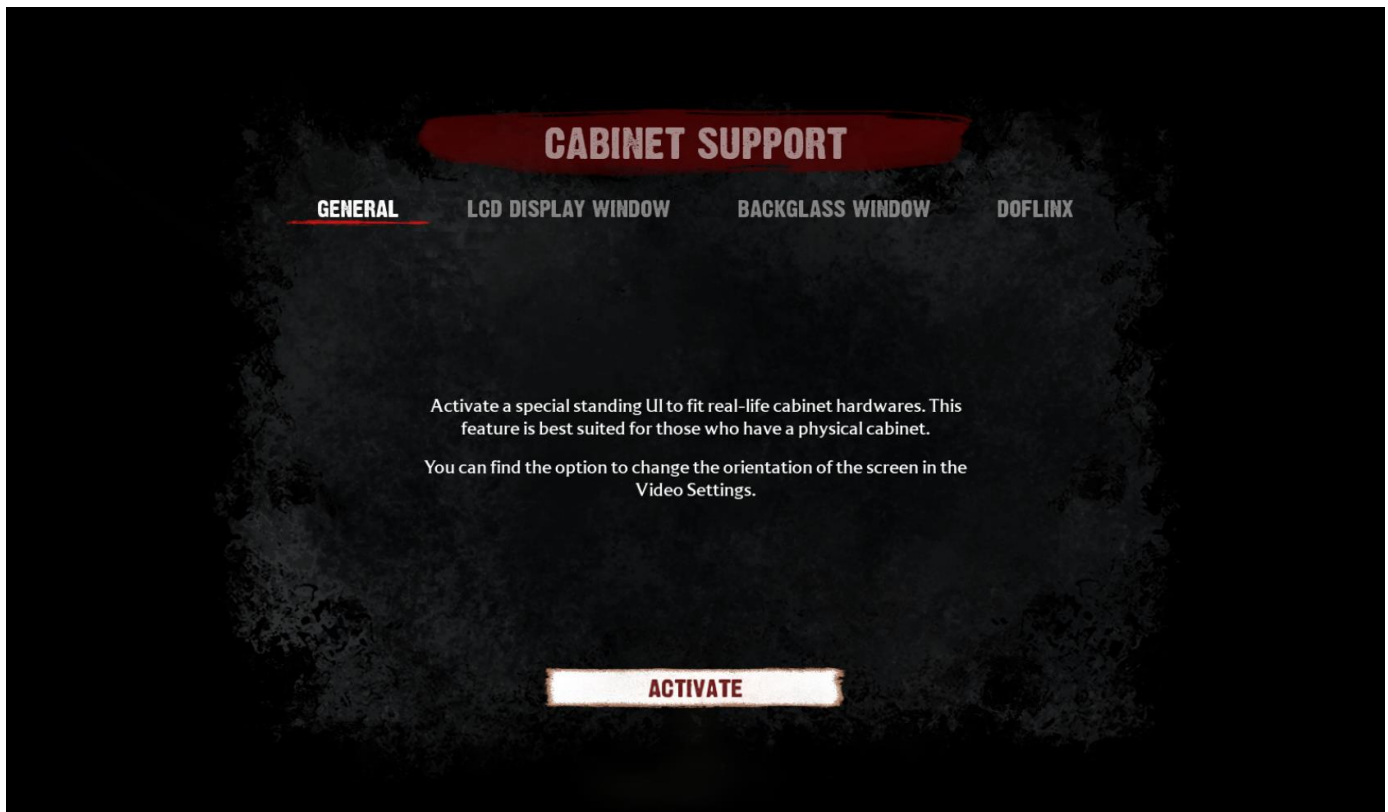 CABINET SUPPORT
GENERAL LCD DISPLAY WINDOW BACKGLASS WINDOW DOFLINX
Activate a special standing UI to fit real-life cabinet hardwares. This
feature is best suited for those who have a physical cabinet.
You can find the option to change the orientation of the screen in the
Video Settings.
ACTIVATE